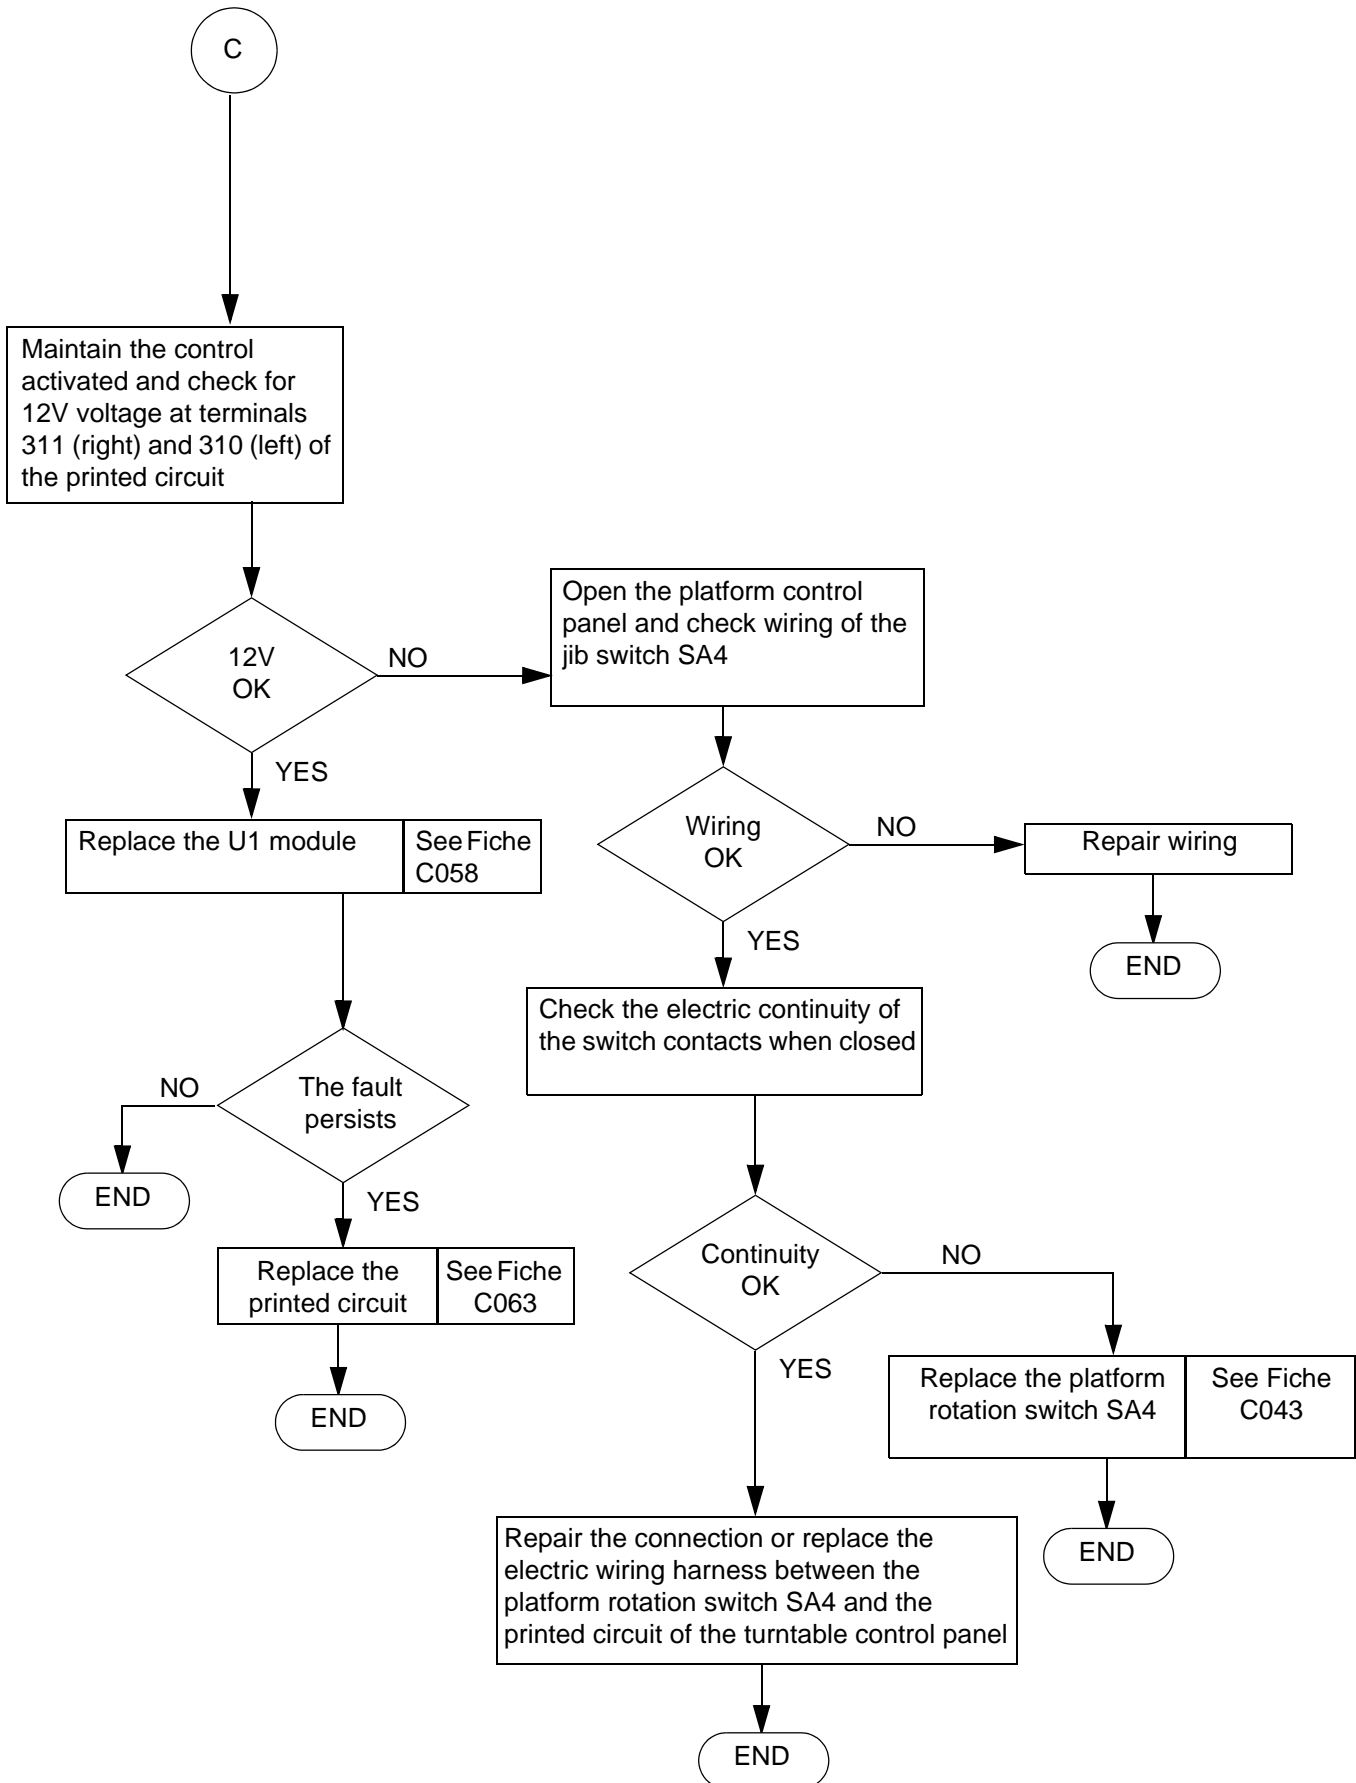 C
Maintain the control
activated and check for
12V voltage at terminals
311 (right) and 310 (left) of
the printed circuit
12V
OK
NO
Open the platform control
panel and check wiring of the
jib switch SA4
YES
Replace the U1 module
See Fiche
C058
Wiring
OK
NO
Repair wiring
END
YES
Check the electric continuity of
the switch contacts when closed
The fault
persists
NO
END
YES
Replace the
printed circuit
See Fiche
C063
END
Continuity
OK
NO
Replace the platform
rotation switch SA4
See Fiche
C043
END
YES
Repair the connection or replace the
electric wiring harness between the
platform rotation switch SA4 and the
printed circuit of the turntable control panel
END